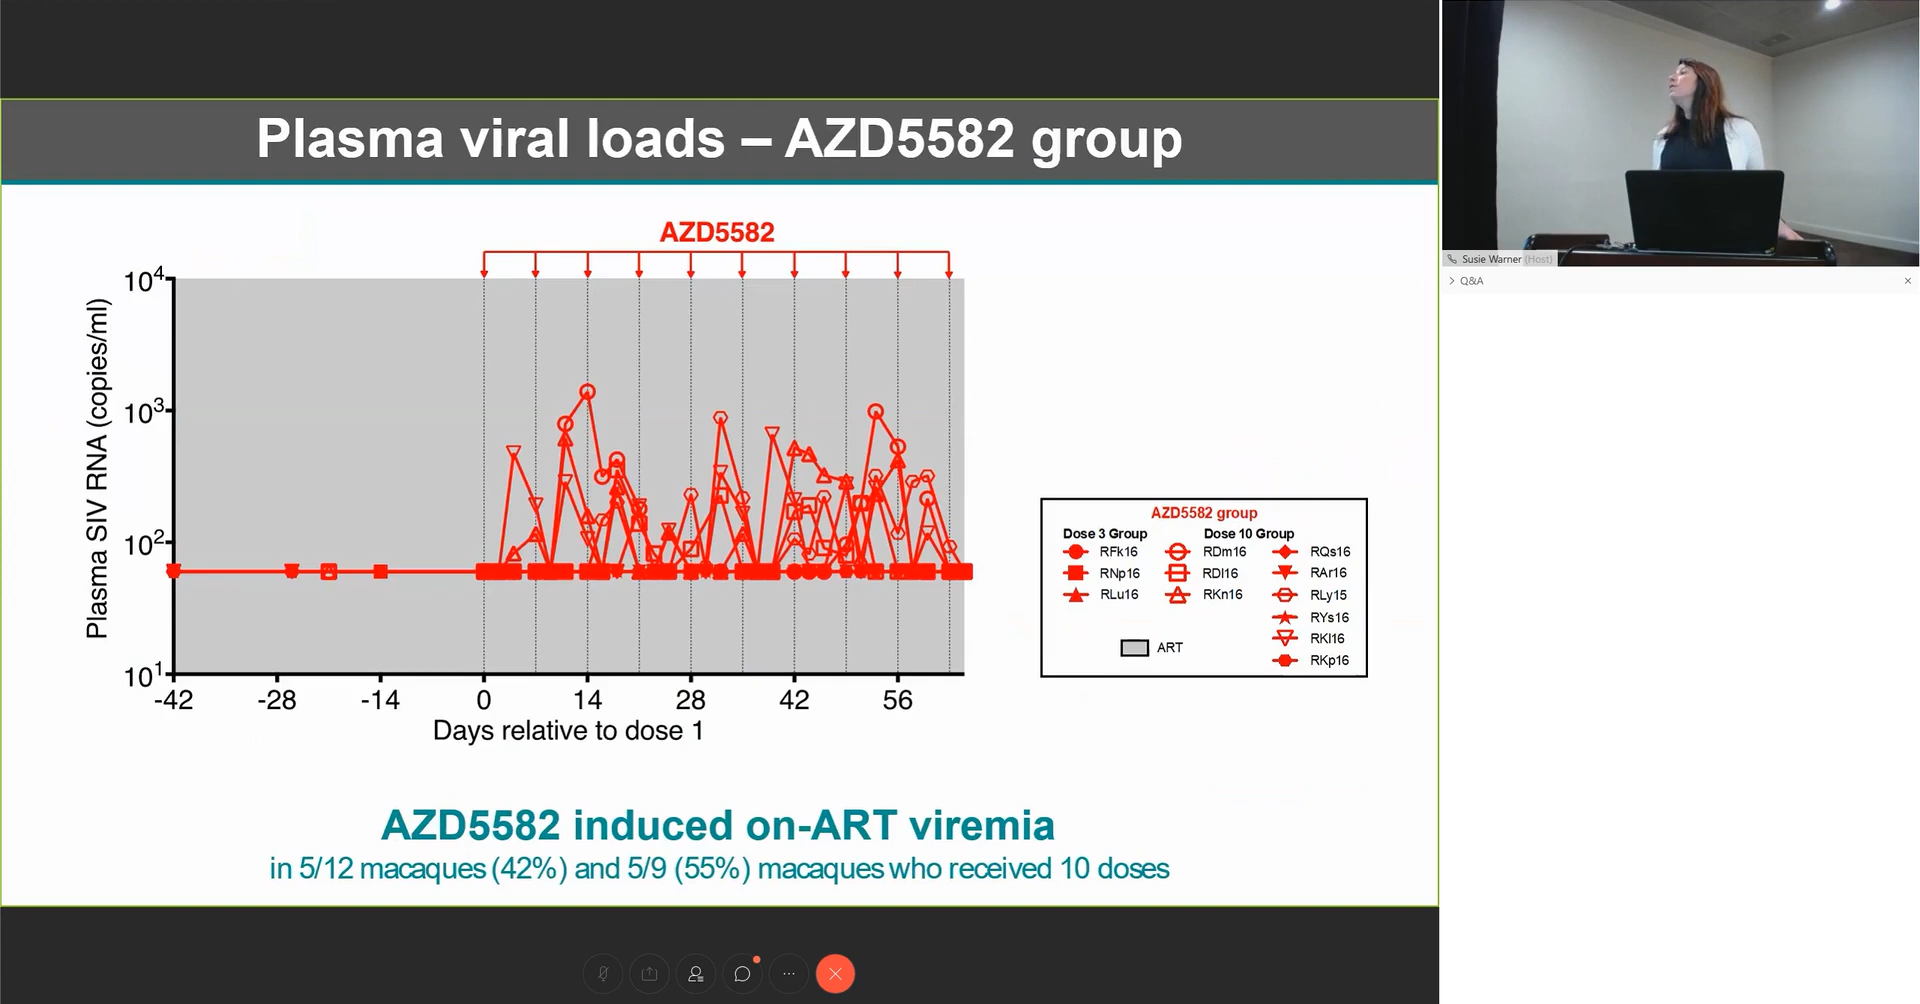 Plasma viral loads – AZD5582 group
AZD5582
Plasma SIV RNA (copies/ml)
10⁴
10³
10²
10¹
-42 -28 -14 0 14 28 42 56
Days relative to dose 1
AZD5582 group
Dose 3 Group Dose 10 Group
RFk16 RDm16 RQs16
RNp16 RDl16 RAr16
RLu16 RKn16 RLy15
RYs16
ART RKl16
RKp16
AZD5582 induced on-ART viremia
in 5/12 macaques (42%) and 5/9 (55%) macaques who received 10 doses
Susie Warner (Host)
Q&A